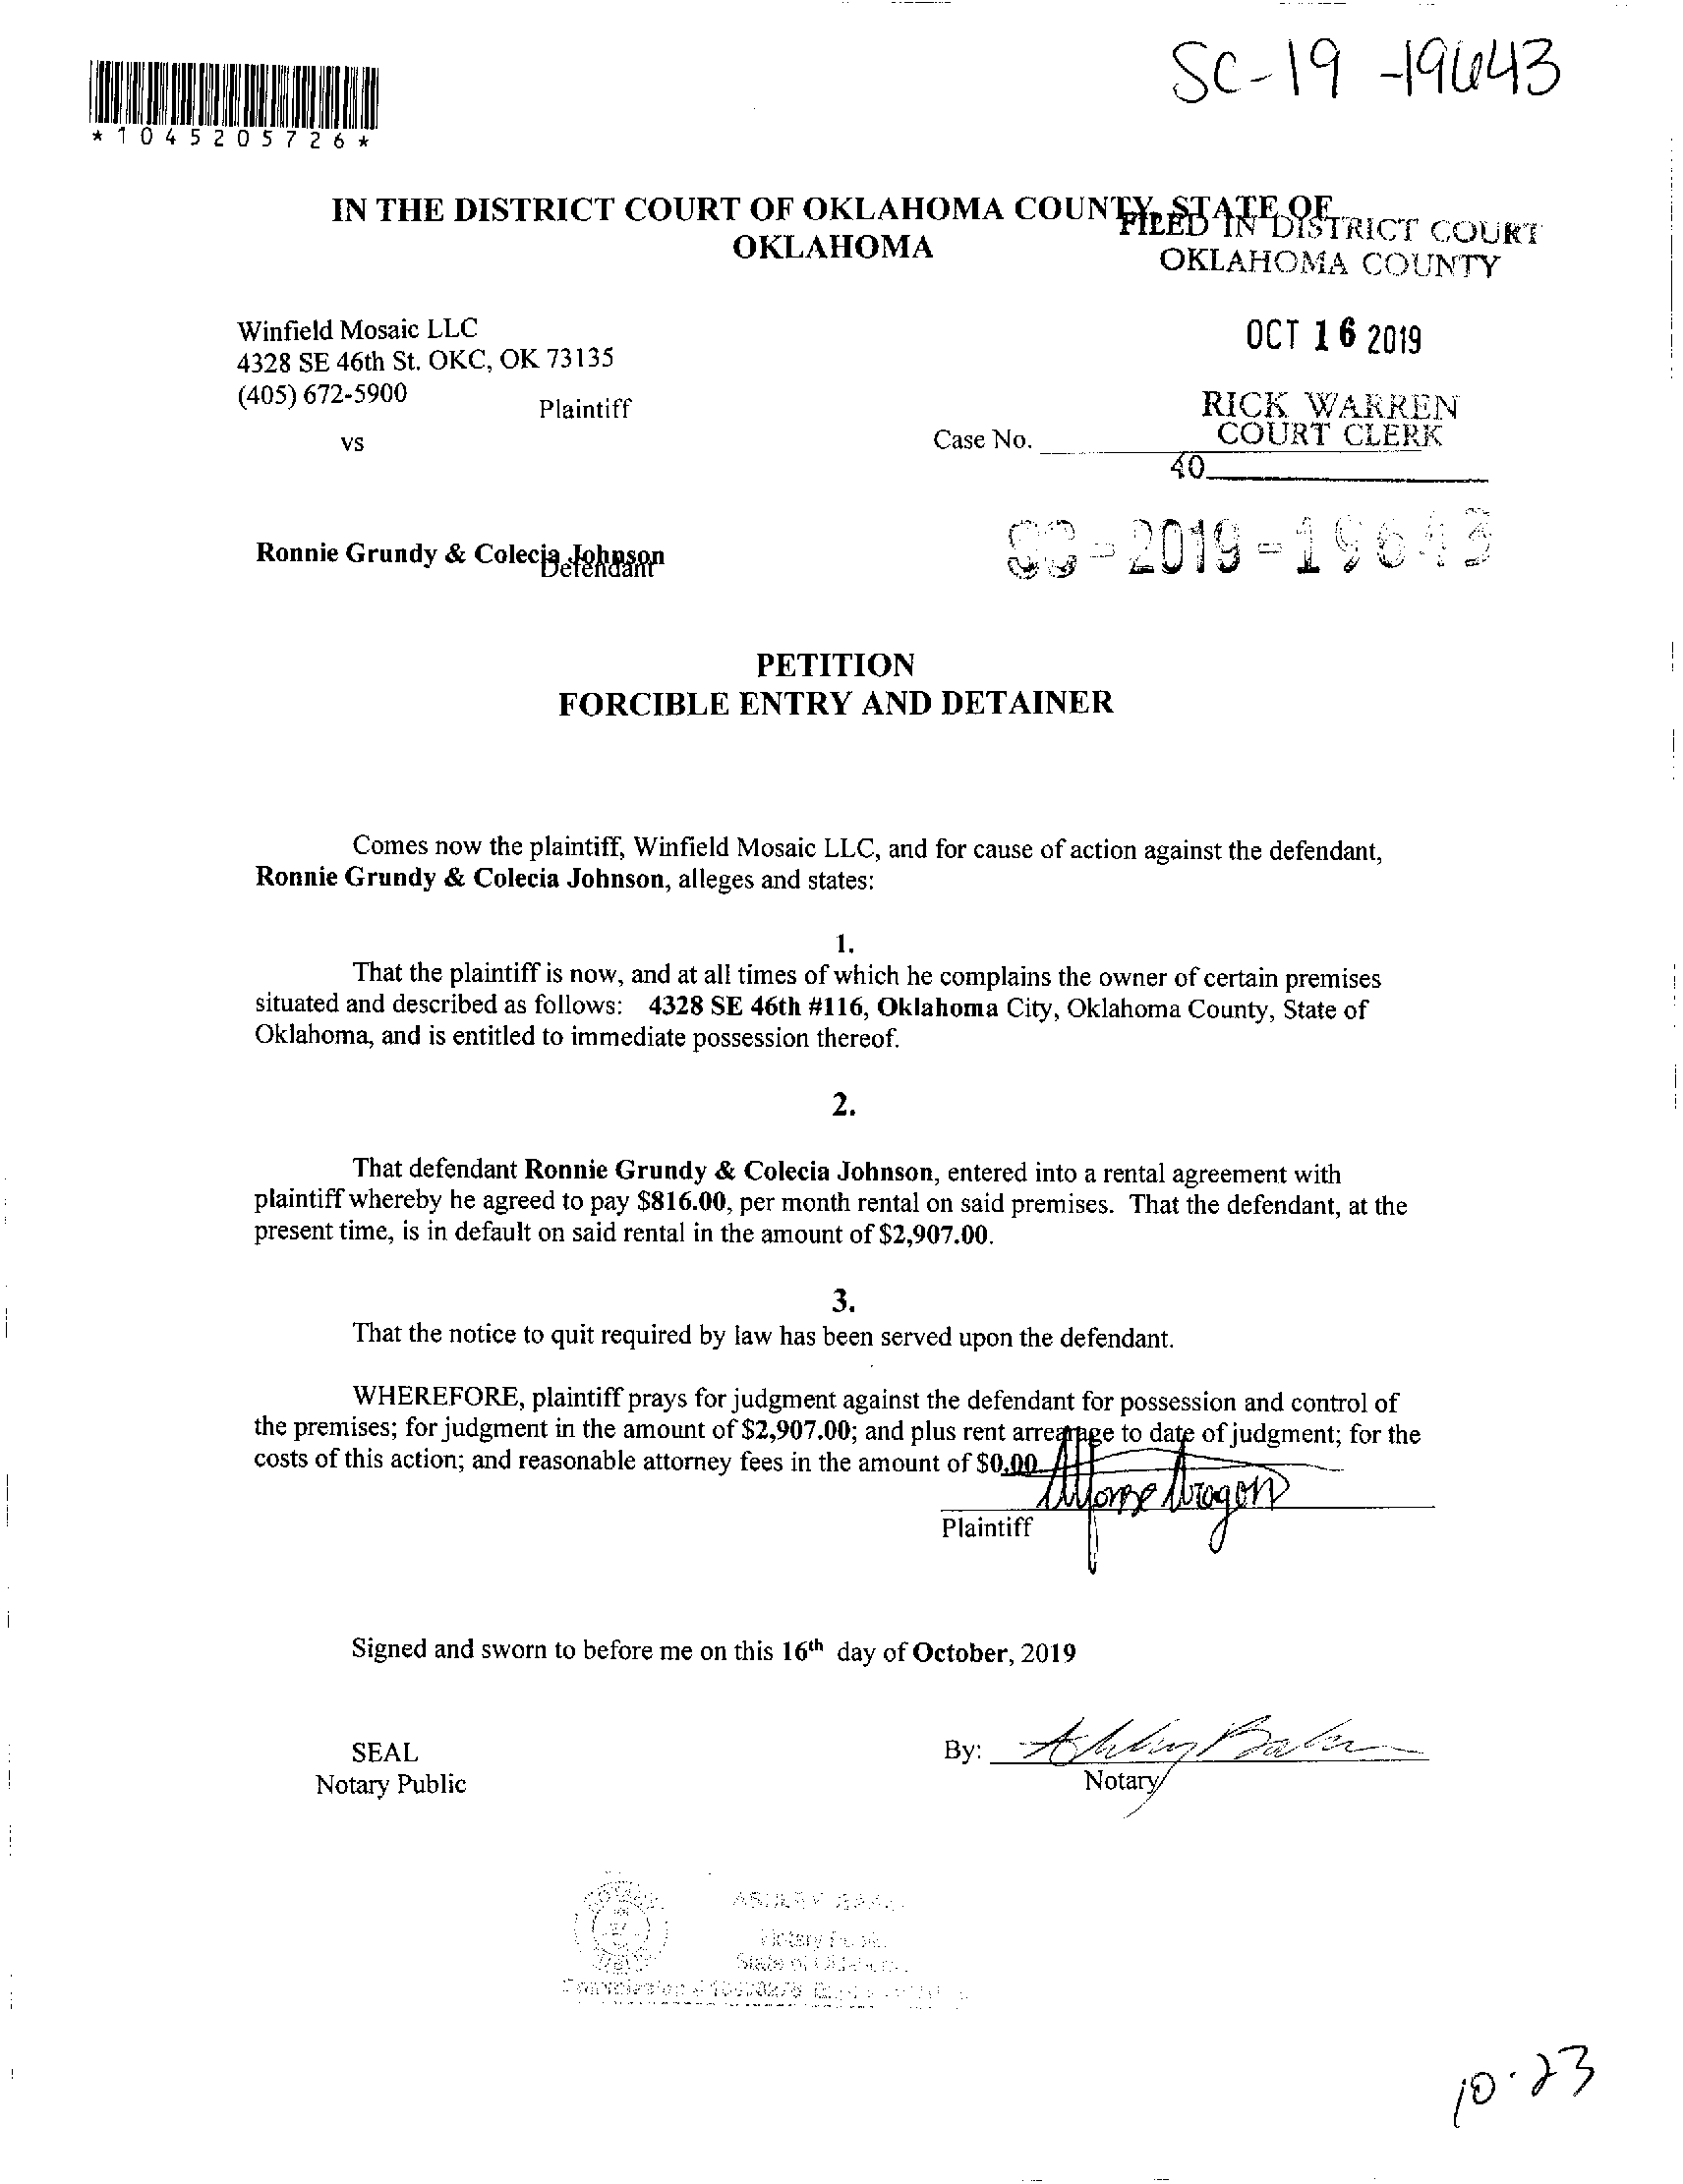 SC-19-19643
*1045205726*
IN THE DISTRICT COURT OF OKLAHOMA COUNTY, STATE OF
OKLAHOMA
FILED IN DISTRICT COURT
OKLAHOMA COUNTY
Winfield Mosaic LLC
4328 SE 46th St. OKC, OK 73135
(405) 672-5900
Plaintiff
OCT 16 2019
RICK WARREN
COURT CLERK
vs
Case No.
40
Ronnie Grundy & Colecia Johnson
Defendant
SC-2019-19643
PETITION
FORCIBLE ENTRY AND DETAINER
Comes now the plaintiff, Winfield Mosaic LLC, and for cause of action against the defendant,
Ronnie Grundy & Colecia Johnson, alleges and states:
1.
That the plaintiff is now, and at all times of which he complains the owner of certain premises
situated and described as follows: 4328 SE 46th #116, Oklahoma City, Oklahoma County, State of
Oklahoma, and is entitled to immediate possession thereof.
2.
That defendant Ronnie Grundy & Colecia Johnson, entered into a rental agreement with
plaintiff whereby he agreed to pay $816.00, per month rental on said premises. That the defendant, at the
present time, is in default on said rental in the amount of $2,907.00.
3.
That the notice to quit required by law has been served upon the defendant.
WHEREFORE, plaintiff prays for judgment against the defendant for possession and control of
the premises; for judgment in the amount of $2,907.00; and plus rent arrearage to date of judgment; for the
costs of this action; and reasonable attorney fees in the amount of $0.00.
Plaintiff
Signed and sworn to before me on this 16th day of October, 2019
SEAL
Notary Public
By:
Notary
Notary
State of
10-23